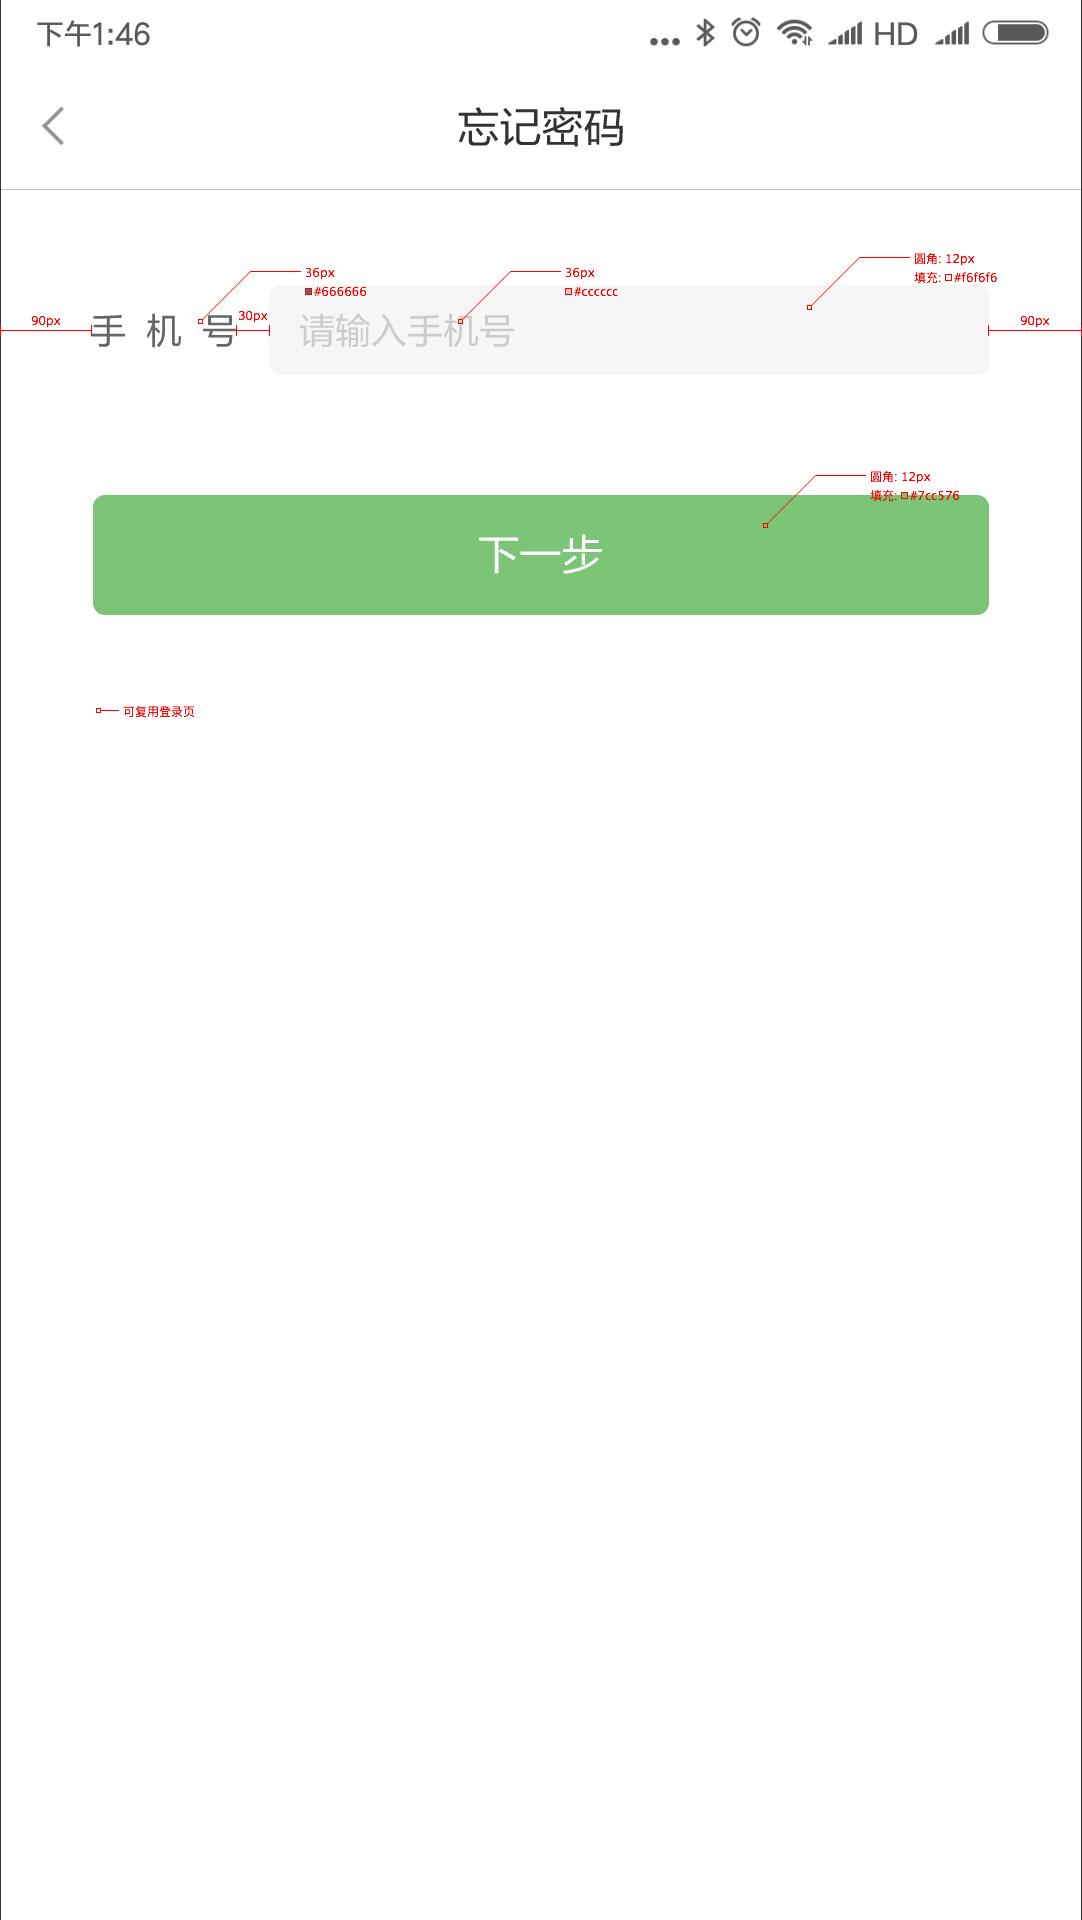 下午1:46 HD
忘记密码
圆角: 12px
填充: #f6f6f6
36px
#666666
36px
#cccccc
90px
手 机 号
30px
请输入手机号
90px
圆角: 12px
填充: #7cc576
下一步
可复用登录页